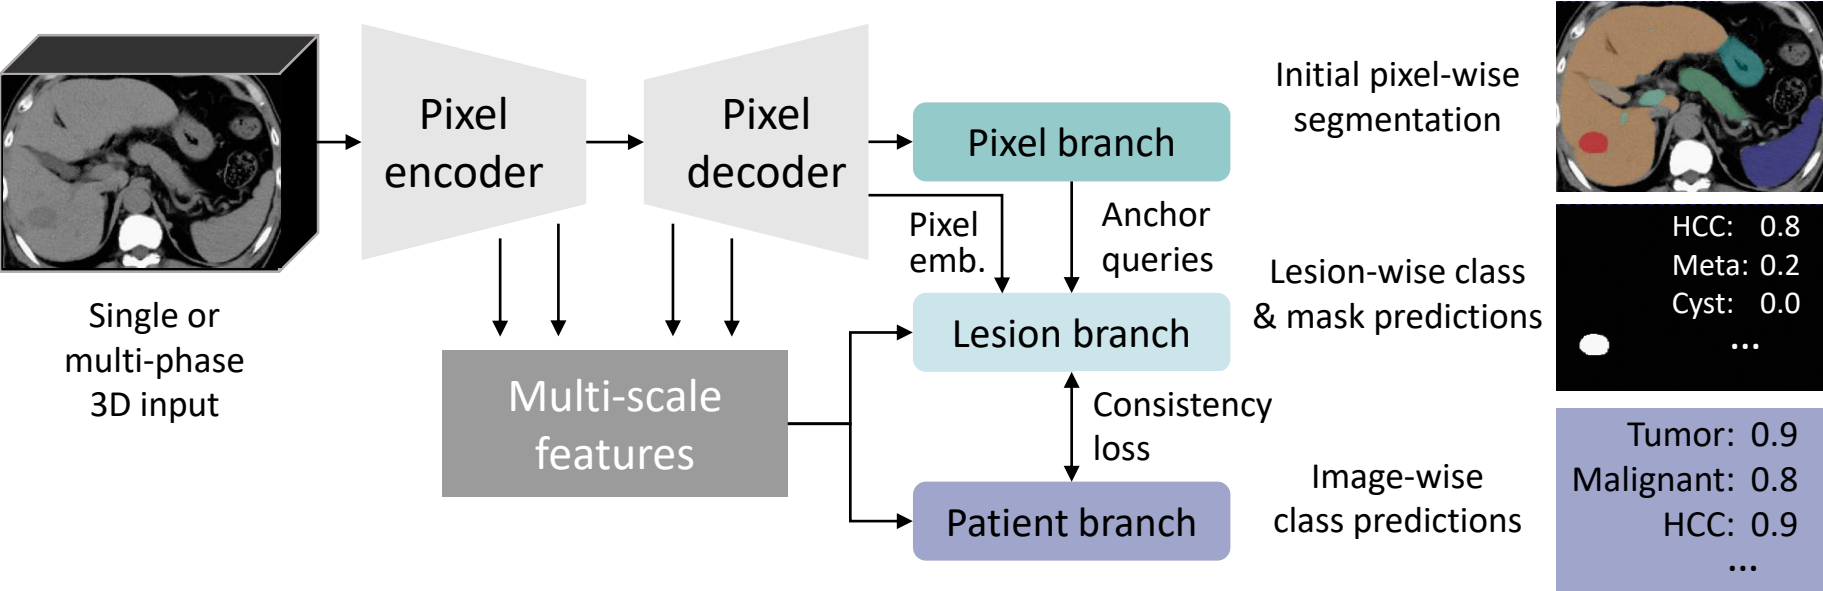 Single or
multi-phase
3D input
Pixel
encoder
Pixel
decoder
Multi-scale
features
Pixel branch
Pixel
emb.
Anchor
queries
Lesion branch
Consistency
loss
Patient branch
Initial pixel-wise
segmentation
Lesion-wise class
& mask predictions
HCC: 0.8
Meta: 0.2
Cyst: 0.0
...
Image-wise
class predictions
Tumor: 0.9
Malignant: 0.8
HCC: 0.9
...